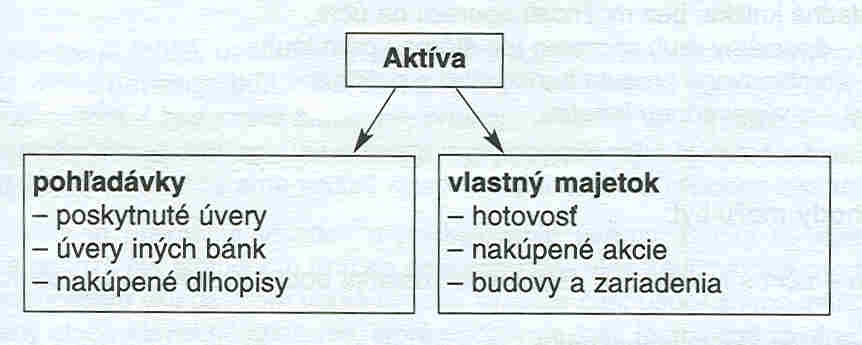 Aktíva
pohľadávky
– poskytnuté úvery
– úvery iných bánk
– nakúpené dlhopisy
vlastný majetok
– hotovosť
– nakúpené akcie
– budovy a zariadenia